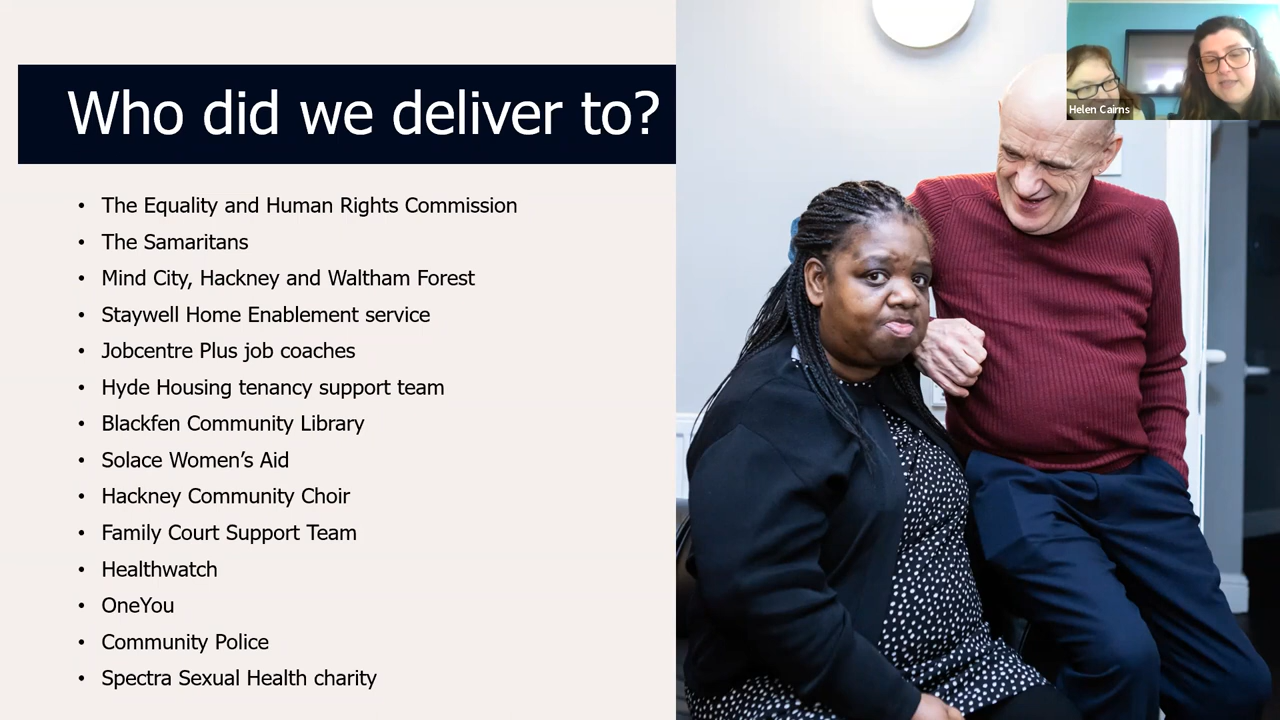 Who did we deliver to?
• The Equality and Human Rights Commission
• The Samaritans
• Mind City, Hackney and Waltham Forest
• Staywell Home Enablement service
• Jobcentre Plus job coaches
• Hyde Housing tenancy support team
• Blackfen Community Library
• Solace Women’s Aid
• Hackney Community Choir
• Family Court Support Team
• Healthwatch
• OneYou
• Community Police
• Spectra Sexual Health charity
Helen Cairns